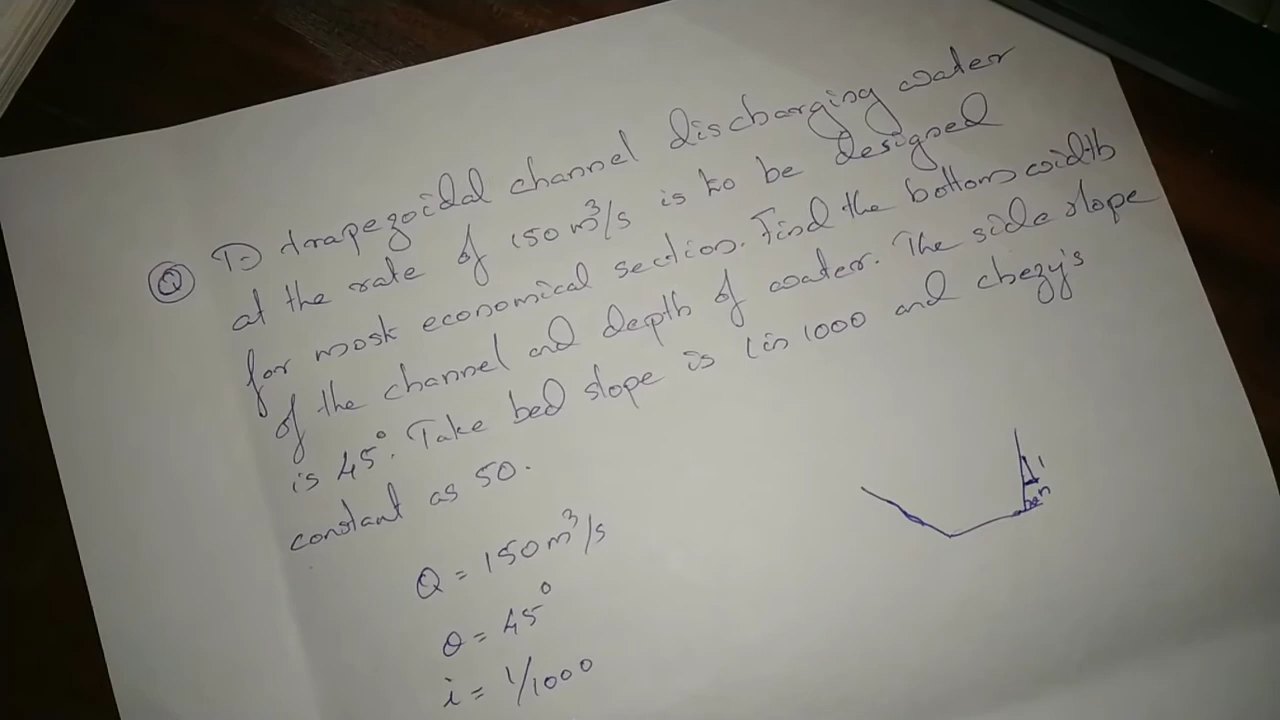 Q A trapezoidal channel discharging water
at the rate of 150 m³/s is to be designed
for most economical section. Find the bottom width
of the channel and depth of water. The side slope
is 45°. Take bed slope is 1 in 1000 and chezy's
constant as 50.
Q = 150 m³/s
θ = 45°
i = 1/1000
1
n